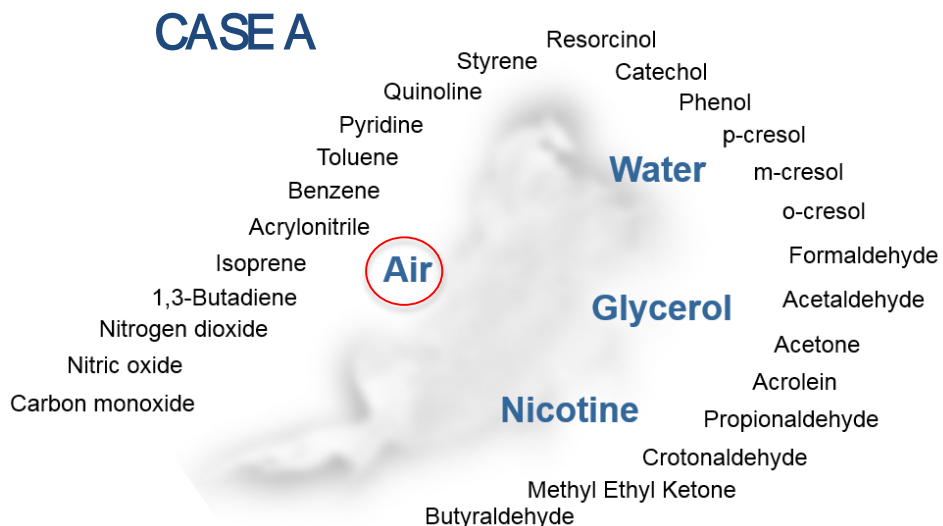 CASE A
Resorcinol
Styrene
Catechol
Quinoline
Phenol
Pyridine
p-cresol
Toluene
Water
m-cresol
Benzene
o-cresol
Acrylonitrile
Formaldehyde
Isoprene
Air
1,3-Butadiene
Acetaldehyde
Glycerol
Nitrogen dioxide
Acetone
Nitric oxide
Acrolein
Carbon monoxide
Nicotine
Propionaldehyde
Crotonaldehyde
Methyl Ethyl Ketone
Butyraldehyde